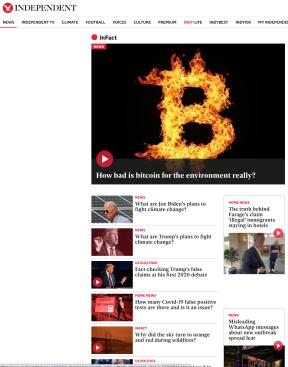 INDEPENDENT
NEWS INDEPENDENT TV CLIMATE FOOTBALL VOICES CULTURE PREMIUM INDY/LIFE INDYBEST INDY100 MY INDEPENDENT
InFact
NEWS
How bad is bitcoin for the environment really?
NEWS
What are Joe Biden's plans to
fight climate change?
NEWS
What are Trump's plans to fight
climate change?
US ELECTION
Fact-checking Trump's false
claims at his first 2020 debate
HOME NEWS
How many Covid-19 false positive
tests are there and is it an issue?
INFACT
Why did the sky turn to orange
and red during wildfires?
US POLITICS
HOME NEWS
The truth behind
Farage's claim
'illegal' immigrants
staying in hotels
NEWS
Misleading
WhatsApp messages
about new outbreak
spread fear